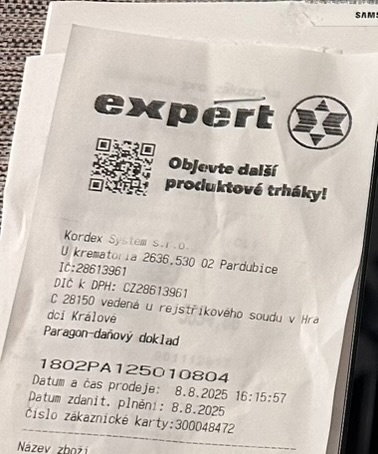 SAMS
expert
Objevte další
produktové trháky!
Kordex System s.r.o.
U krematoria 2636,530 02 Pardubice
IČ:28613961
DIČ k DPH: CZ28613961
C 28150 vedená u rejstříkového soudu v Hra
dci Králové
Paragon-daňový doklad
1802PA125010804
Datum a čas prodeje: 8.8.2025 16:15:57
Datum zdanit. plnění: 8.8.2025
číslo zákaznické karty:300048472
Název zboží